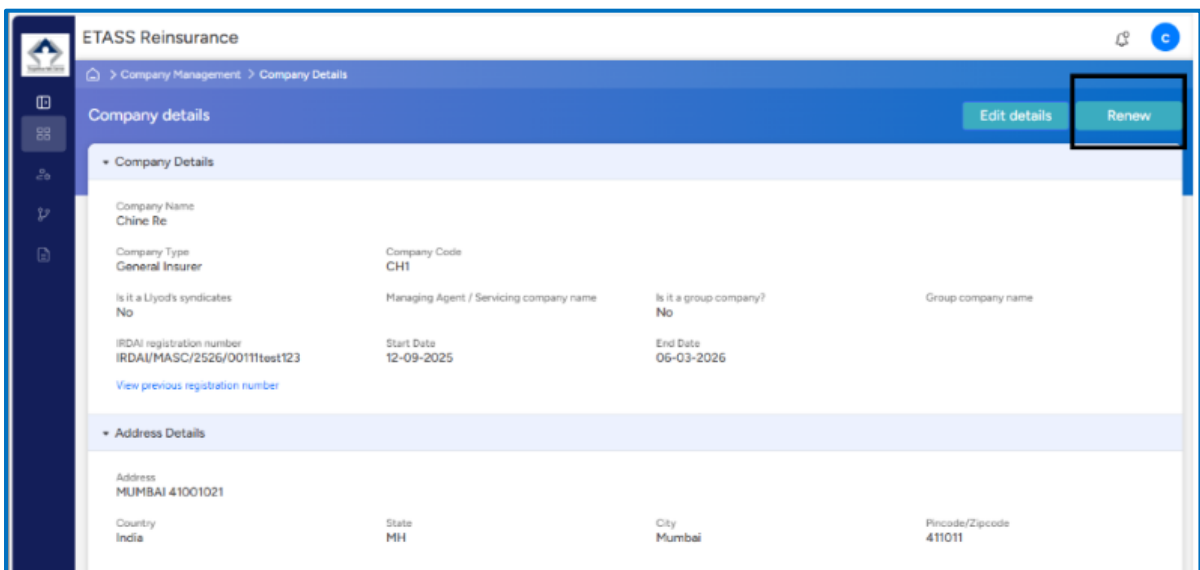 ETASS Reinsurance
C
> Company Management > Company Details
Company details
Edit details
Renew
Company Details
Company Name
Chine Re
Company Type
Company Code
General Insurer
CH1
Is it a Llyod's syndicates
Managing Agent / Servicing company name
Is it a group company?
Group company name
No
No
IRDAI registration number
Start Date
End Date
IRDAI/MASC/2526/00111test123
12-09-2025
06-03-2026
View previous registration number
Address Details
Address
MUMBAI 41001021
Country
State
City
Pincode/Zipcode
India
MH
Mumbai
411011